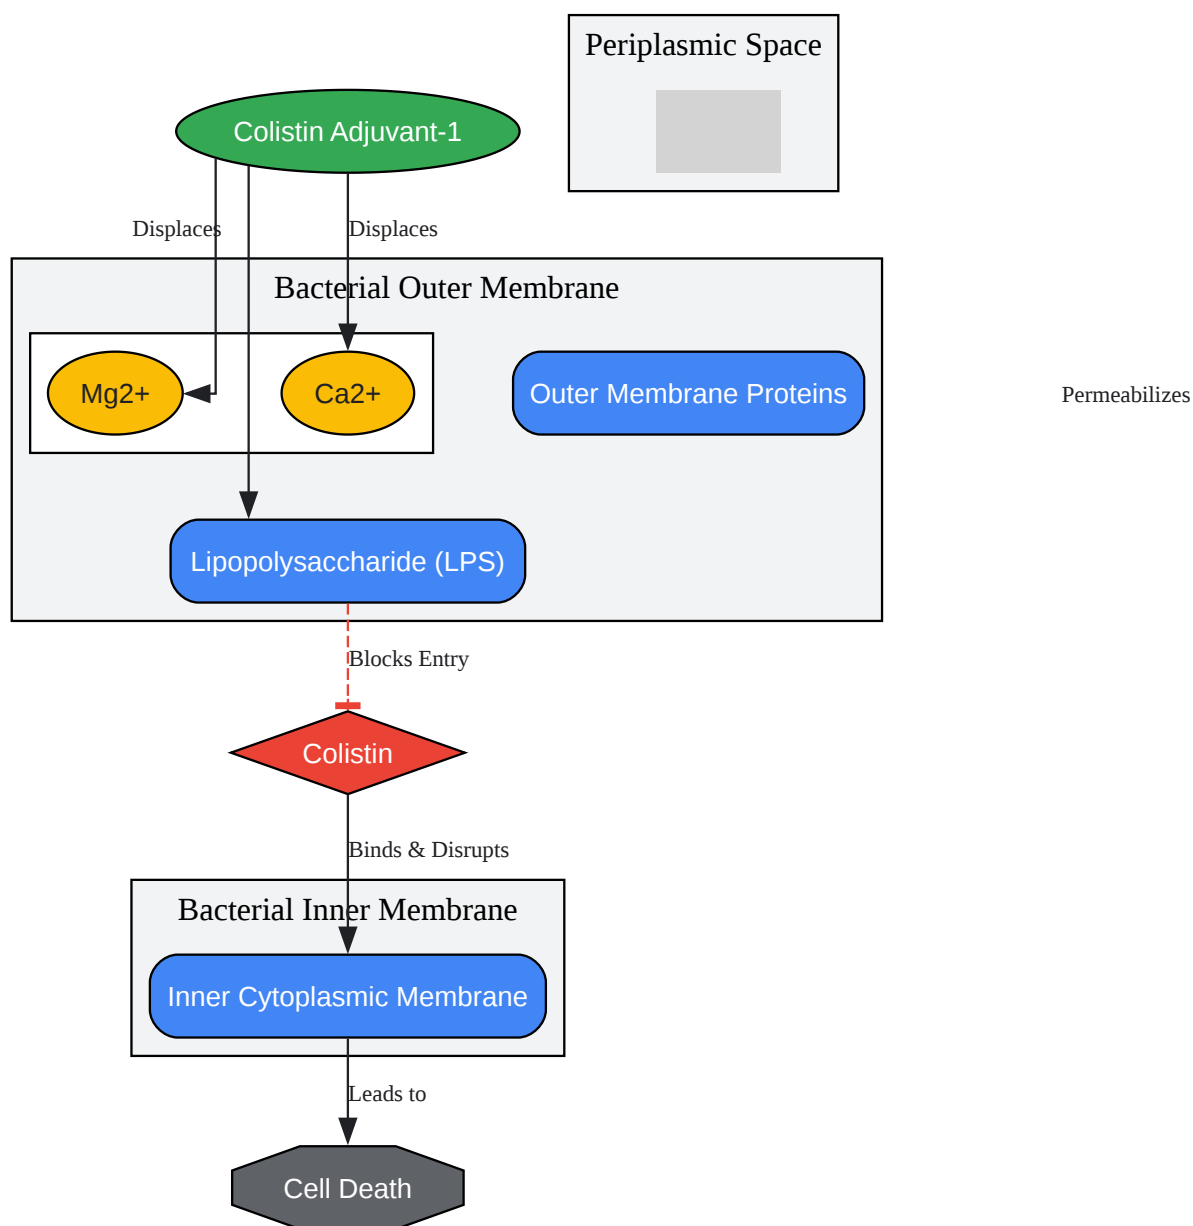 Periplasmic Space
Colistin Adjuvant-1
Displaces
Displaces
Bacterial Outer Membrane
Mg2+
Ca2+
Outer Membrane Proteins
Permeabilizes
Lipopolysaccharide (LPS)
Blocks Entry
Colistin
Binds & Disrupts
Bacterial Inner Membrane
Inner Cytoplasmic Membrane
Leads to
Cell Death